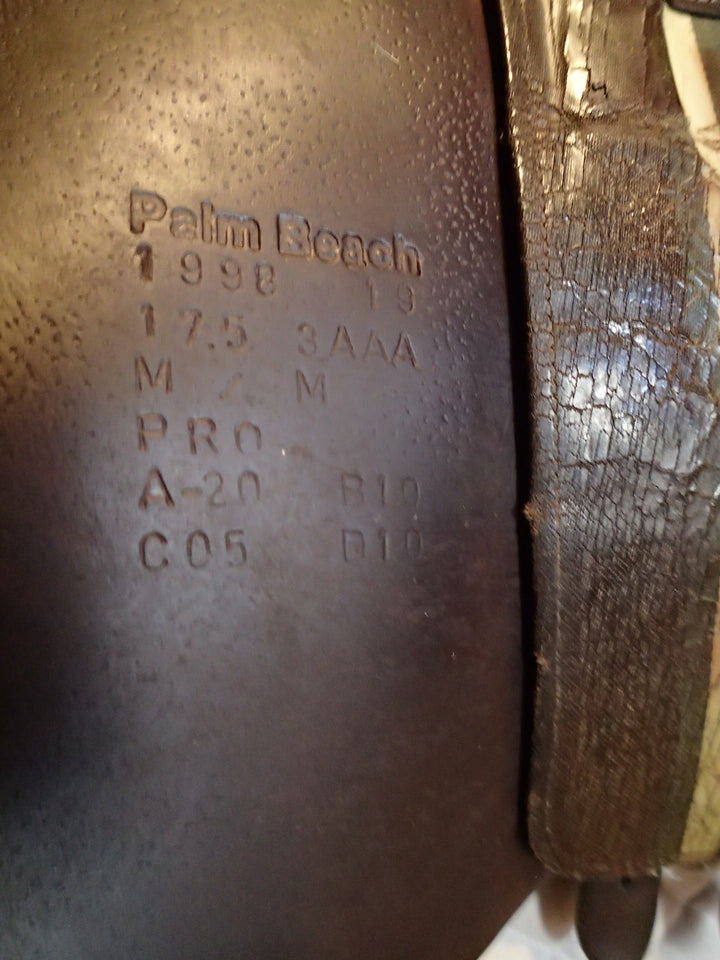 Palm Beach
1998 19
17.5 3AAA
M / M
PRO
A-20 B10
C05 D10